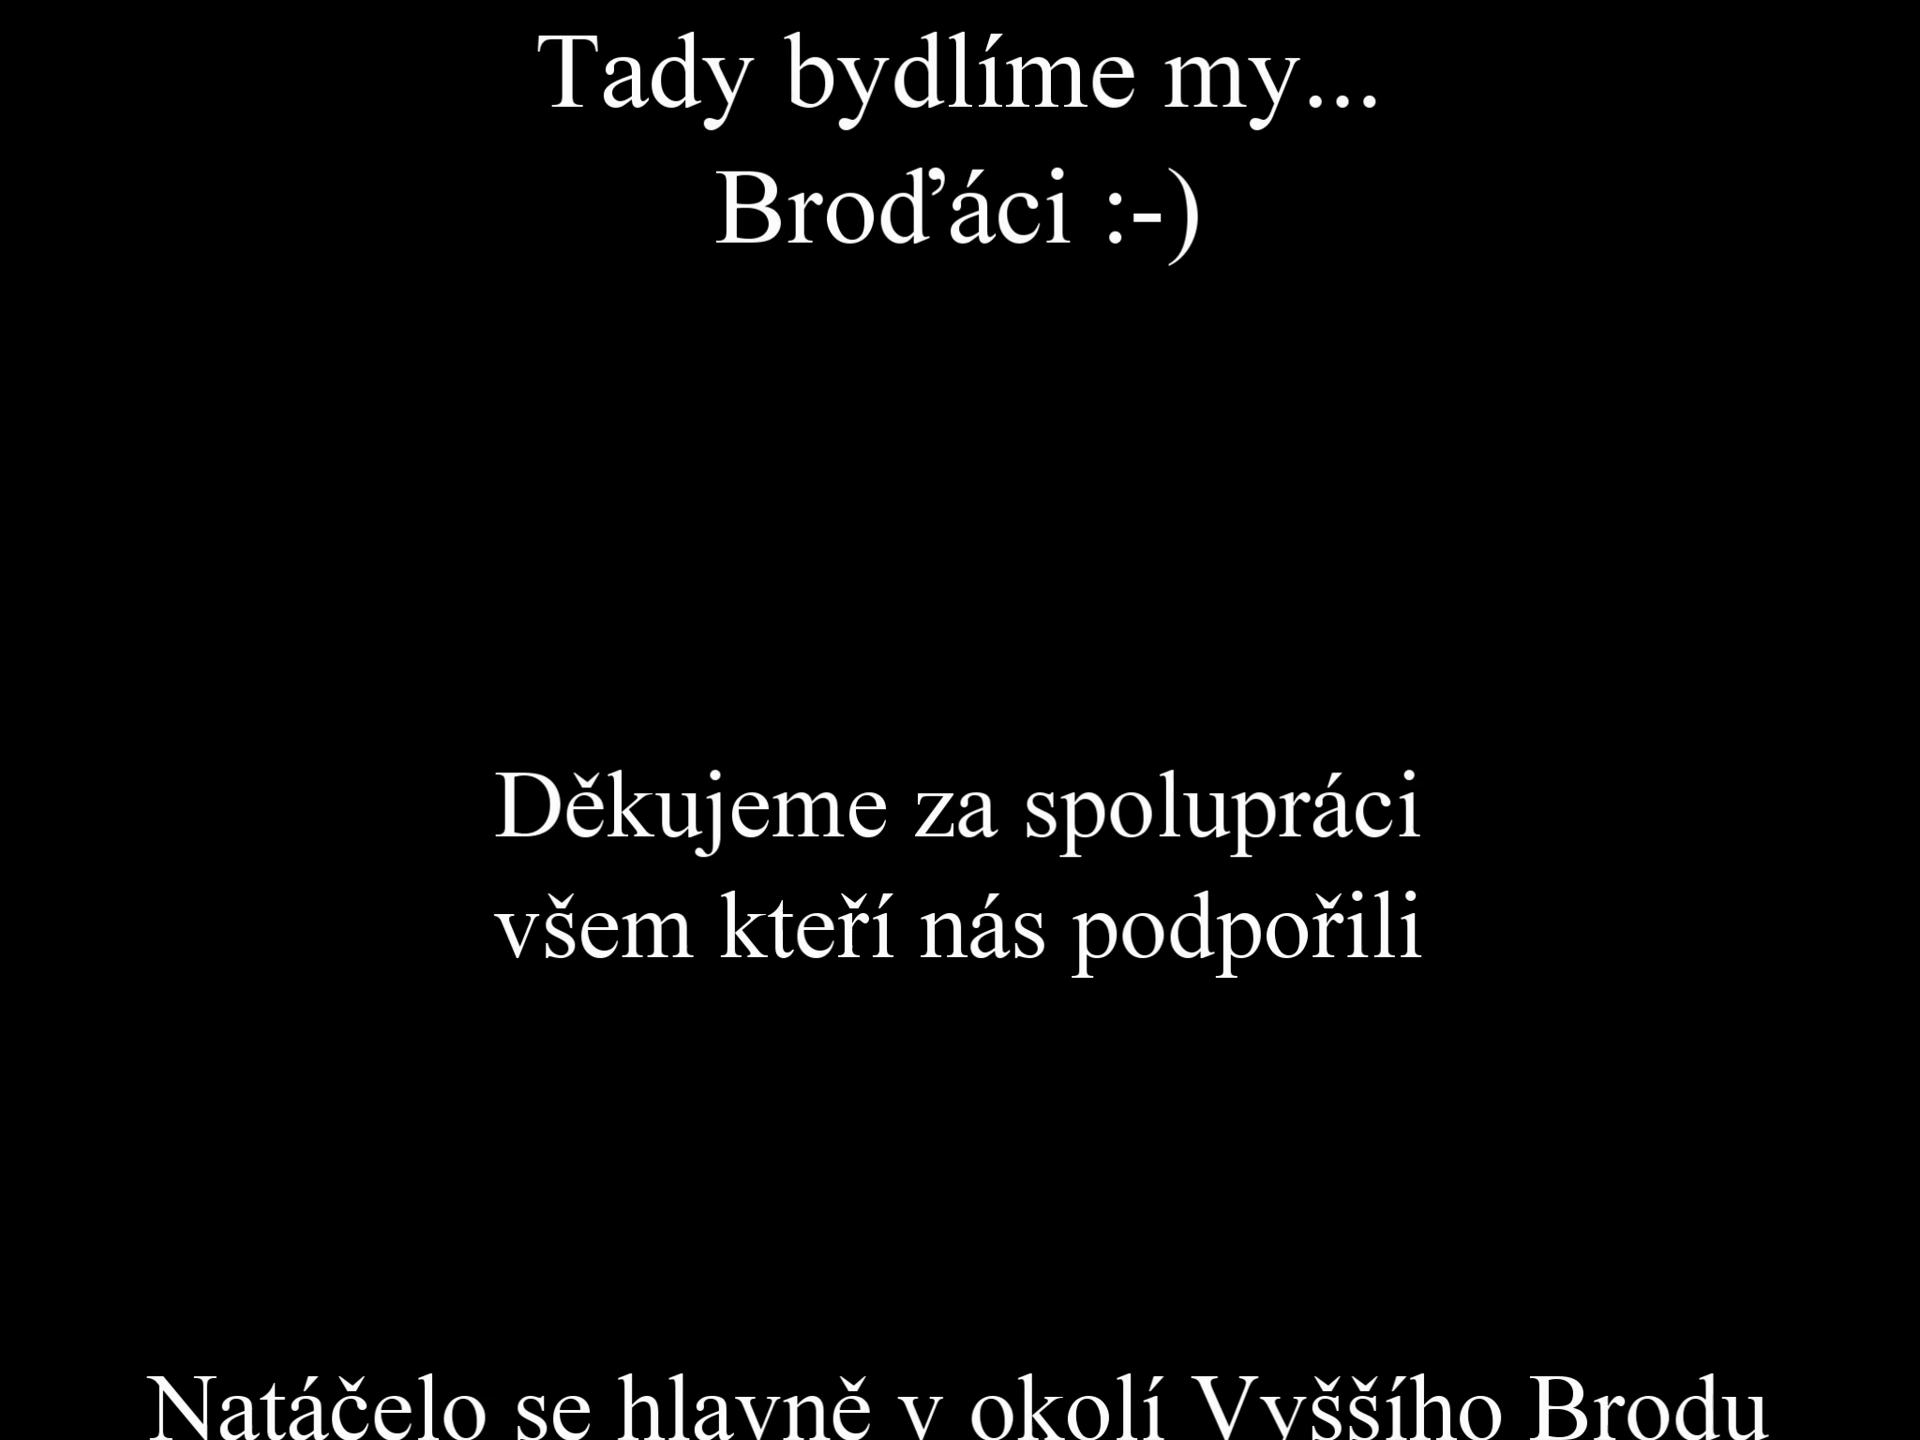 Tady bydlíme my...
Broďáci :-)
Děkujeme za spolupráci
všem kteří nás podpořili
Natáčelo se hlavně v okolí Vyššího Brodu